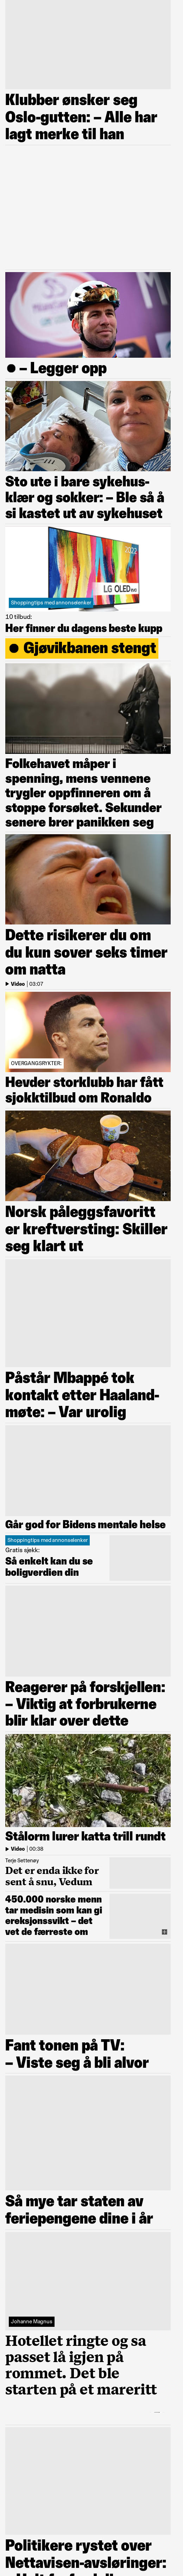 Klubber ønsker seg
Oslo-gutten: – Alle har
lagt merke til han
– Legger opp
Sto ute i bare sykehus-
klær og sokker: – Ble så å
si kastet ut av sykehuset
LG OLED evo
2022
Shoppingtips med annonselenker
10 tilbud:
Her finner du dagens beste kupp
Gjøvikbanen stengt
Folkehavet måper i
spenning, mens vennene
trygler oppfinneren om å
stoppe forsøket. Sekunder
senere brer panikken seg
Dette risikerer du om
du kun sover seks timer
om natta
Video | 03:07
OVERGANGSRYKTER:
Hevder storklubb har fått
sjokktilbud om Ronaldo
Norsk påleggsfavoritt
er kreftversting: Skiller
seg klart ut
Påstår Mbappé tok
kontakt etter Haaland-
møte: – Var urolig
Går god for Bidens mentale helse
Shoppingtips med annonselenker
Gratis sjekk:
Så enkelt kan du se
boligverdien din
Reagerer på forskjellen:
– Viktig at forbrukerne
blir klar over dette
Stålorm lurer katta trill rundt
Video | 00:38
Terje Sørtenøy
Det er enda ikke for
sent å snu, Vedum
450.000 norske menn
tar medisin som kan gi
ereksjonssvikt – det
vet de færreste om
Fant tonen på TV:
– Viste seg å bli alvor
Så mye tar staten av
feriepengene dine i år
Johanne Magnus
Hotellet ringte og sa
passet lå igjen på
rommet. Det ble
starten på et mareritt
Politikere rystet over
Nettavisen-avsløringer: